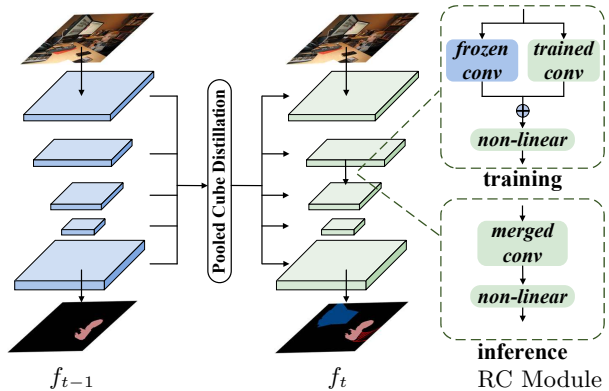 Pooled Cube Distillation
frozen
conv
trained
conv
non-linear
training
merged
conv
non-linear
inference
RC Module
f_{t-1}
f_t